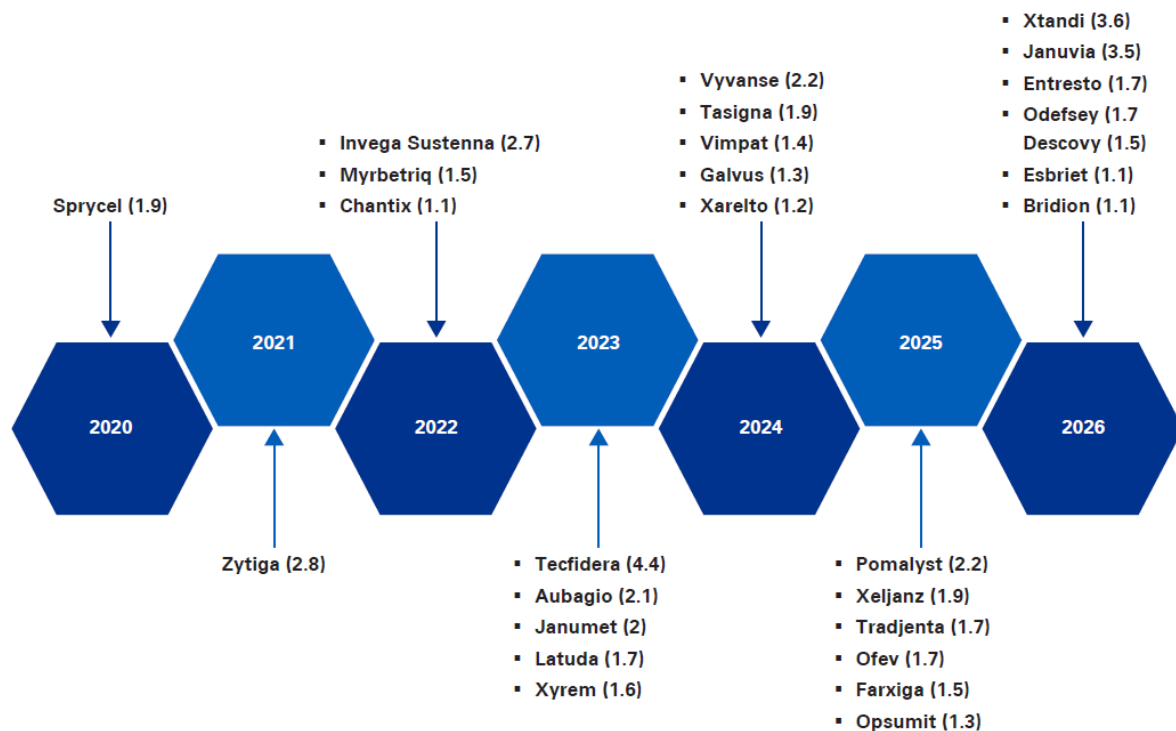 ▪ Xtandi (3.6)
▪ Januvia (3.5)
▪ Entresto (1.7)
▪ Odefsey (1.7
Descovy (1.5)
▪ Esbriet (1.1)
▪ Bridion (1.1)
▪ Vyvanse (2.2)
▪ Tasigna (1.9)
▪ Vimpat (1.4)
▪ Galvus (1.3)
▪ Xarelto (1.2)
▪ Invega Sustenna (2.7)
▪ Myrbetriq (1.5)
▪ Chantix (1.1)
Sprycel (1.9)
2020
2021
2022
2023
2024
2025
2026
Zytiga (2.8)
▪ Tecfidera (4.4)
▪ Aubagio (2.1)
▪ Janumet (2)
▪ Latuda (1.7)
▪ Xyrem (1.6)
▪ Pomalyst (2.2)
▪ Xeljanz (1.9)
▪ Tradjenta (1.7)
▪ Ofev (1.7)
▪ Farxiga (1.5)
▪ Opsumit (1.3)